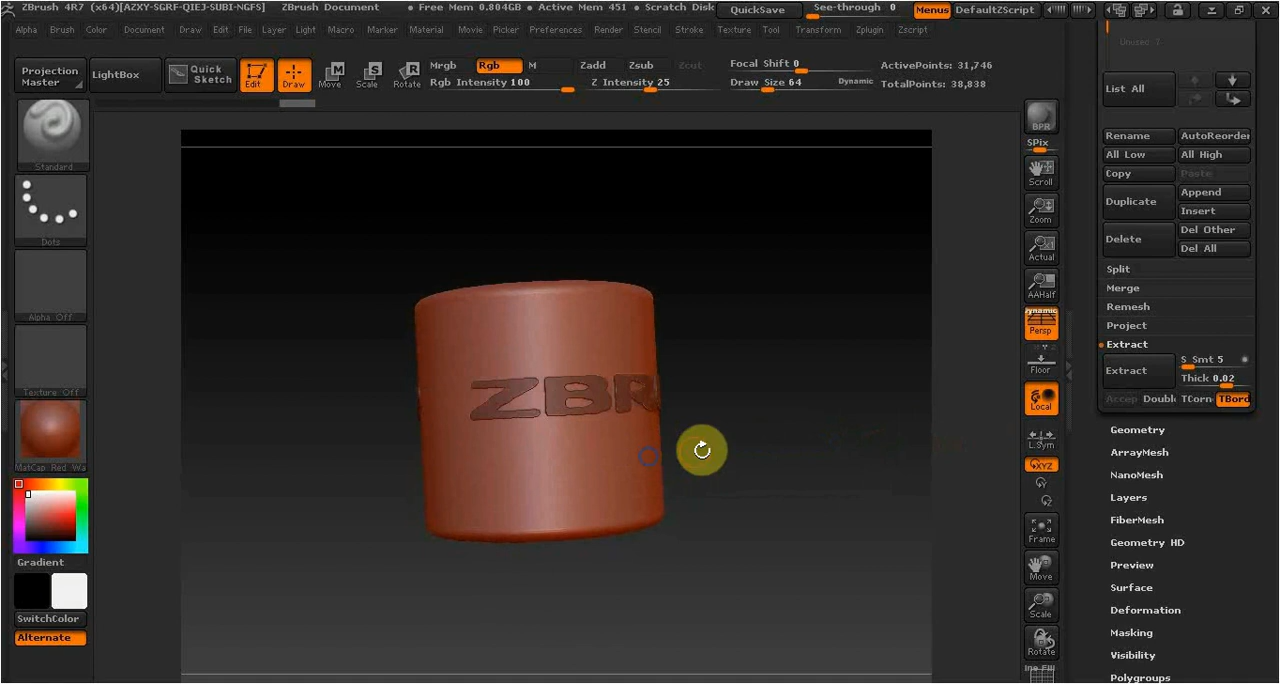 ZBrush 4R7 (x64)[AZXY-SGRF-QIEJ-SUBI-NGFS] ZBrush Document • Free Mem 0.804GB • Active Mem 451 • Scratch Disk QuickSave See-through 0 Menus DefaultZScript
Alpha Brush Color Document Draw Edit File Layer Light Macro Marker Material Movie Picker Preferences Render Stencil Stroke Texture Tool Transform Zplugin Zscript
Unused 7
Projection Master
LightBox
Quick Sketch
Edit Draw Move Scale Rotate
Mrgb Rgb M Zadd Zsub Zcut
Rgb Intensity 100 Z Intensity 25
Focal Shift 0
Draw Size 64 Dynamic
ActivePoints: 31,746
TotalPoints: 38,838
Standard
Dots
Alpha Off
Texture Off
MatCap Red Wa
Gradient
SwitchColor
Alternate
ZBR
BPR
SPix
Scroll
Zoom
Actual
AAHalf
Dynamic
Persp
Floor
Local
L.Sym
XYZ
Frame
Move
Scale
Rotate
Line Fill
List All
Rename AutoReorder
All Low All High
Copy Paste
Duplicate Append
Insert
Delete Del Other
Del All
Split
Merge
Remesh
Project
Extract
Extract S Smt 5
Thick 0.02
Accep Double TCorn TBord
Geometry
ArrayMesh
NanoMesh
Layers
FiberMesh
Geometry HD
Preview
Surface
Deformation
Masking
Visibility
Polygroups